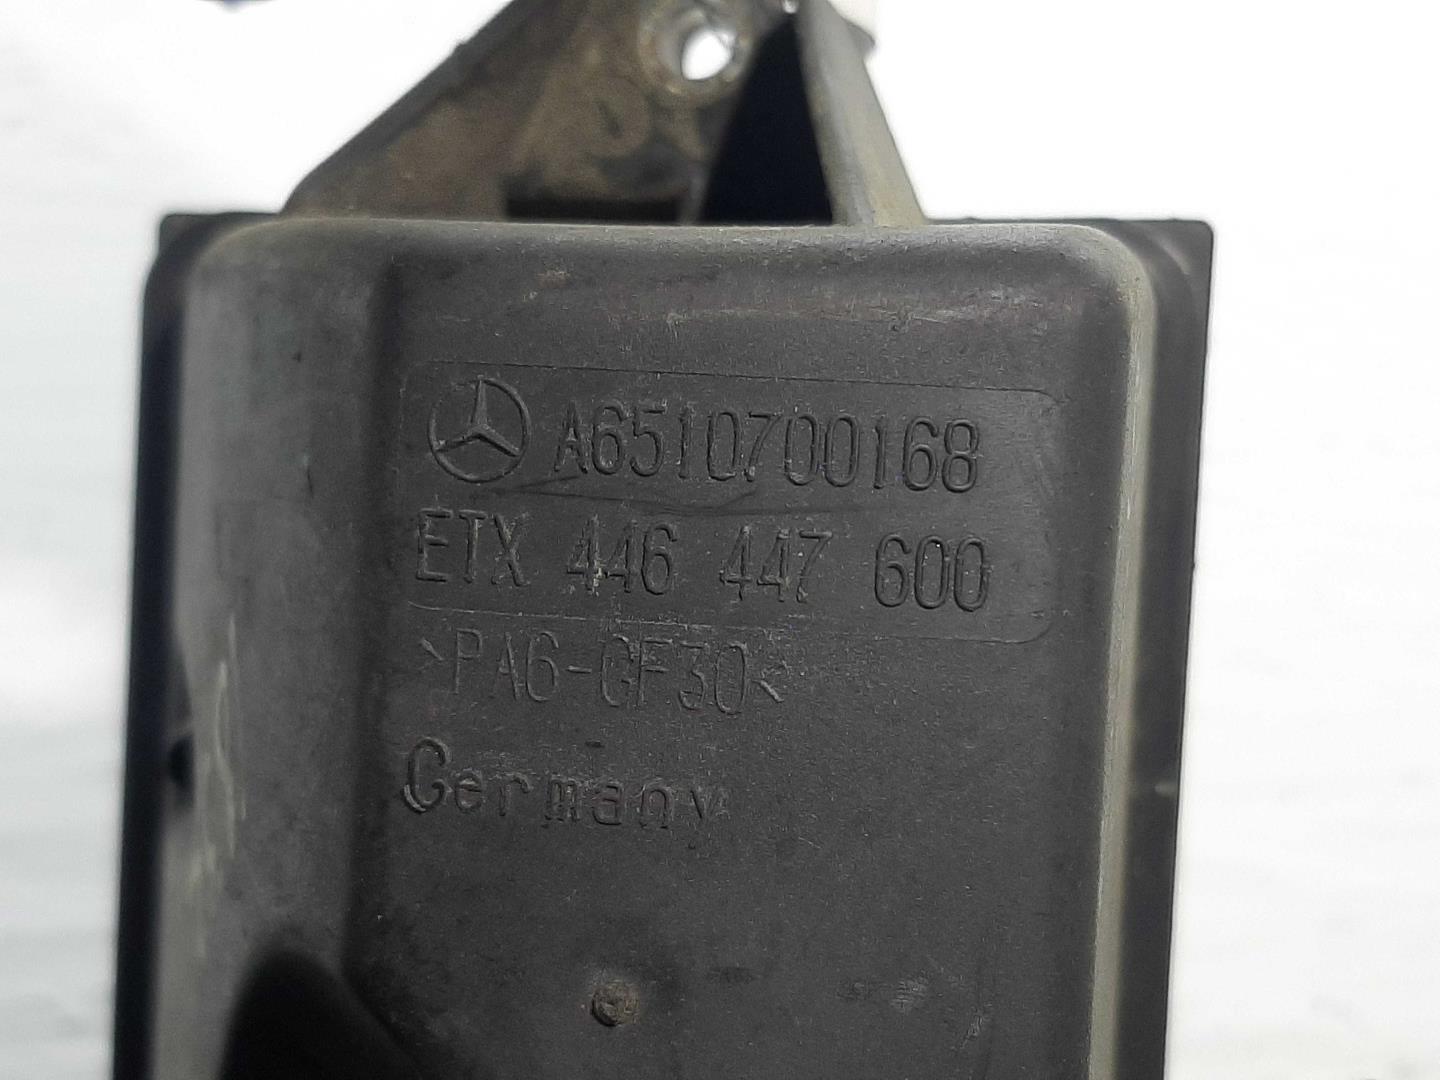 A6510700168
ETX 446 447 600
>PA6-GF30<
Germany